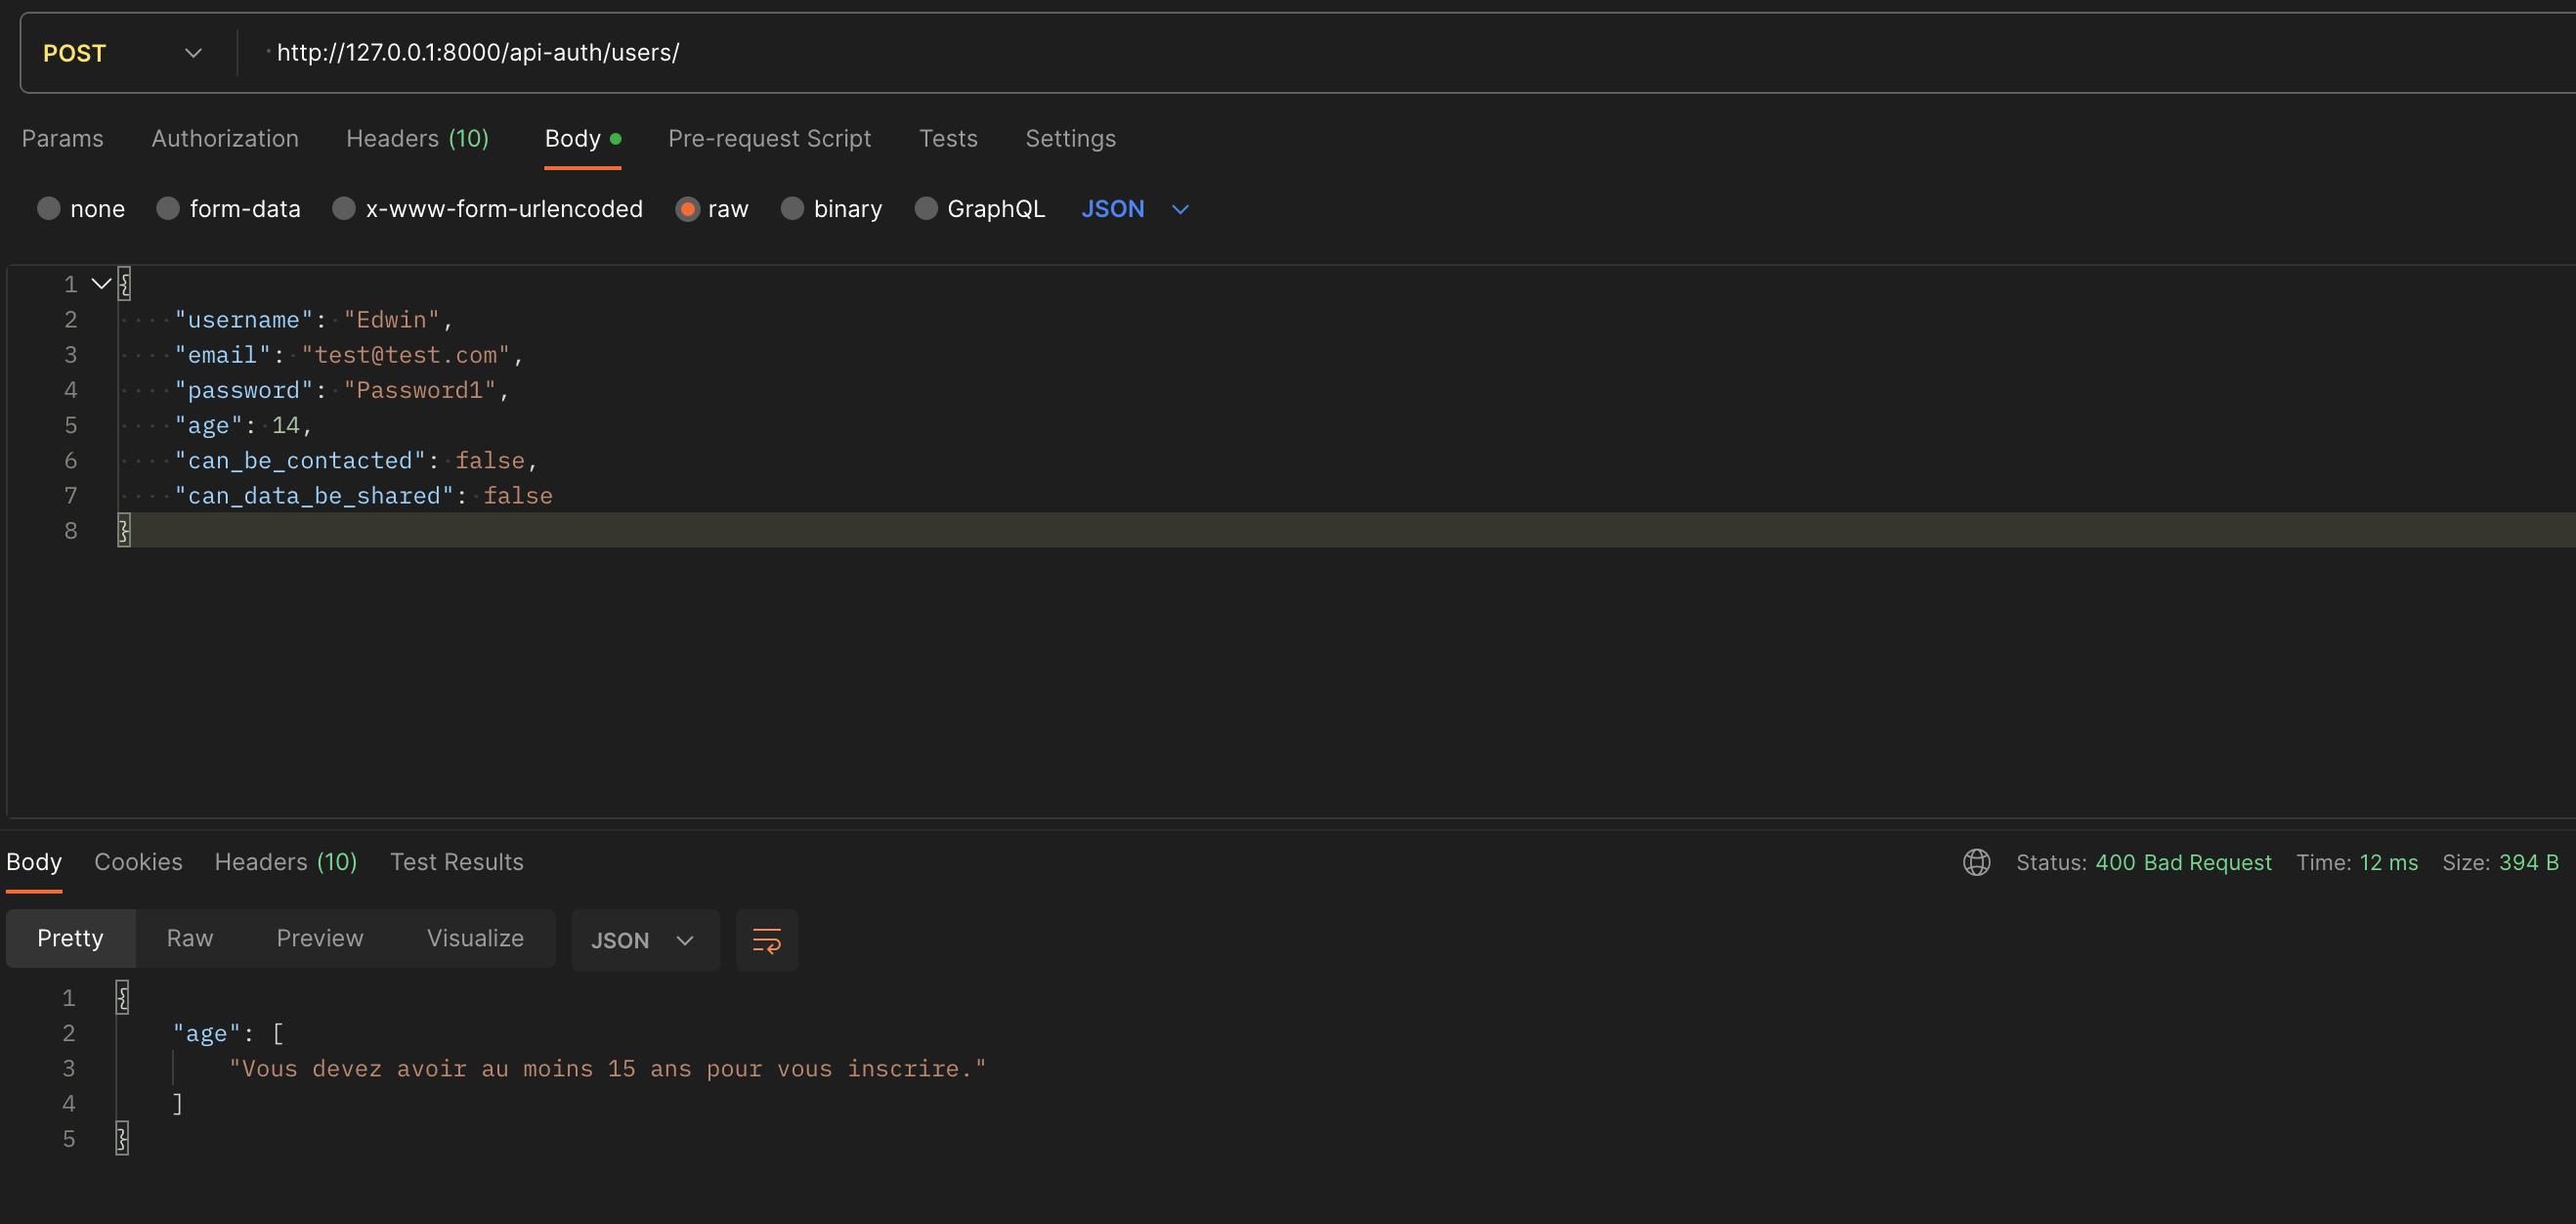 POST http://127.0.0.1:8000/api-auth/users/
Params Authorization Headers (10) Body Pre-request Script Tests Settings
none form-data x-www-form-urlencoded raw binary GraphQL JSON
1 {
2 "username": "Edwin",
3 "email": "test@test.com",
4 "password": "Password1",
5 "age": 14,
6 "can_be_contacted": false,
7 "can_data_be_shared": false
8 }
Body Cookies Headers (10) Test Results Status: 400 Bad Request Time: 12 ms Size: 394 B
Pretty Raw Preview Visualize JSON
1 {
2 "age": [
3 "Vous devez avoir au moins 15 ans pour vous inscrire."
4 ]
5 }